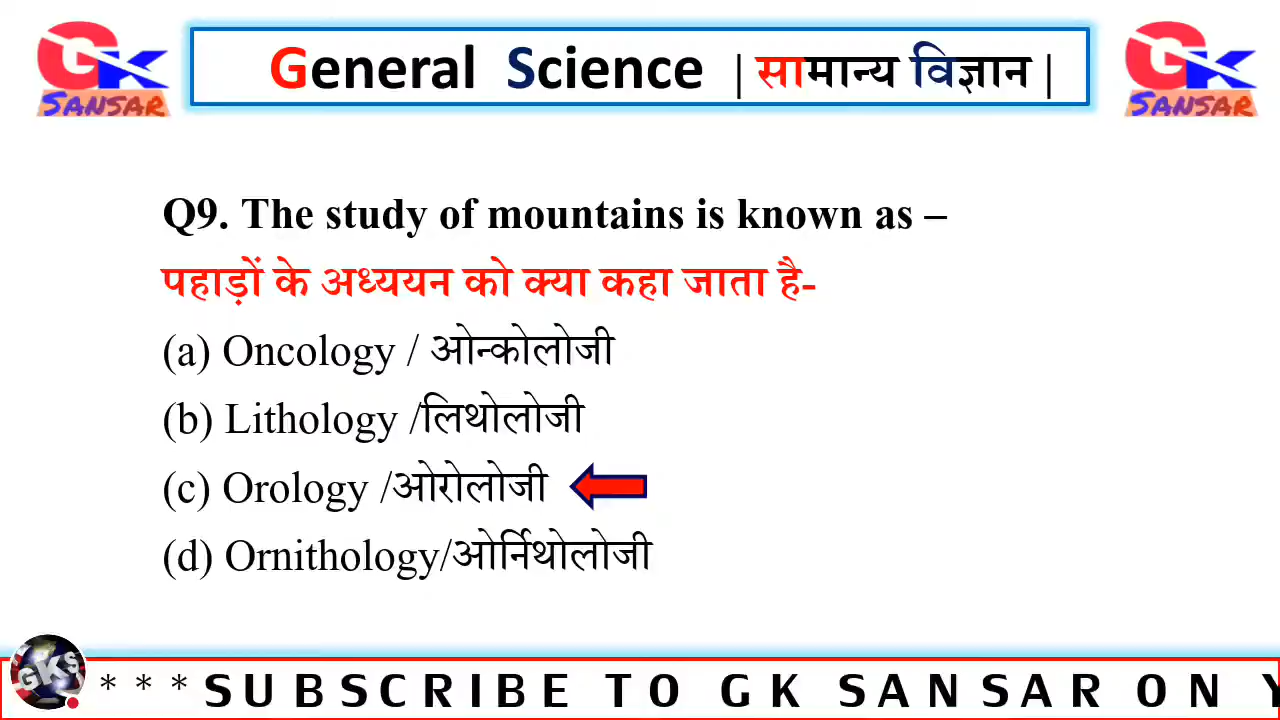 GK SANSAR
General Science | सामान्य विज्ञान |
GK SANSAR
Q9. The study of mountains is known as –
पहाड़ों के अध्ययन को क्या कहा जाता है-
(a) Oncology / ओन्कोलोजी
(b) Lithology /लिथोलोजी
(c) Orology /ओरोलोजी
(d) Ornithology/ओर्निथोलोजी
GKS
* * * SUBSCRIBE TO GK SANSAR ON Y